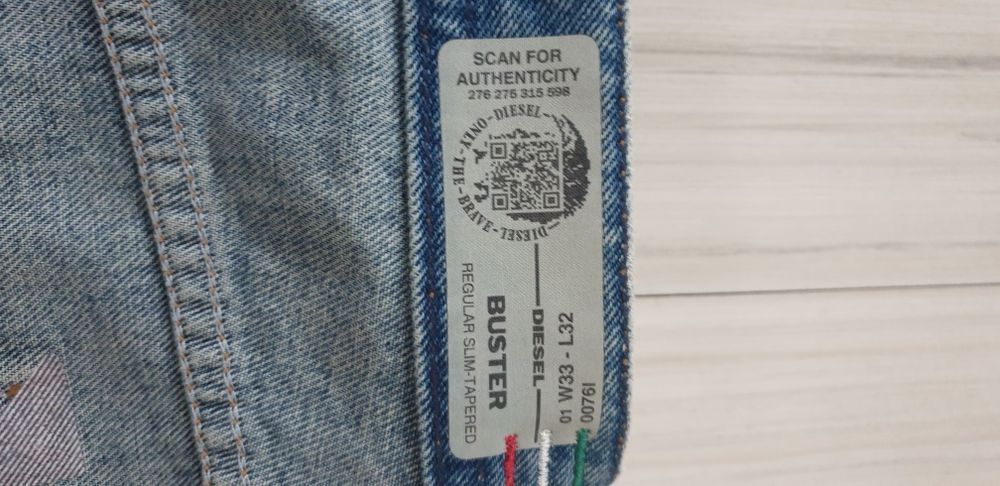 SCAN FOR
AUTHENTICITY
276 275 315 598
DIESEL-ONLY-THE-BRAVE-DIESEL-
DIESEL
BUSTER
REGULAR SLIM-TAPERED
01 W33 - L32
0076I